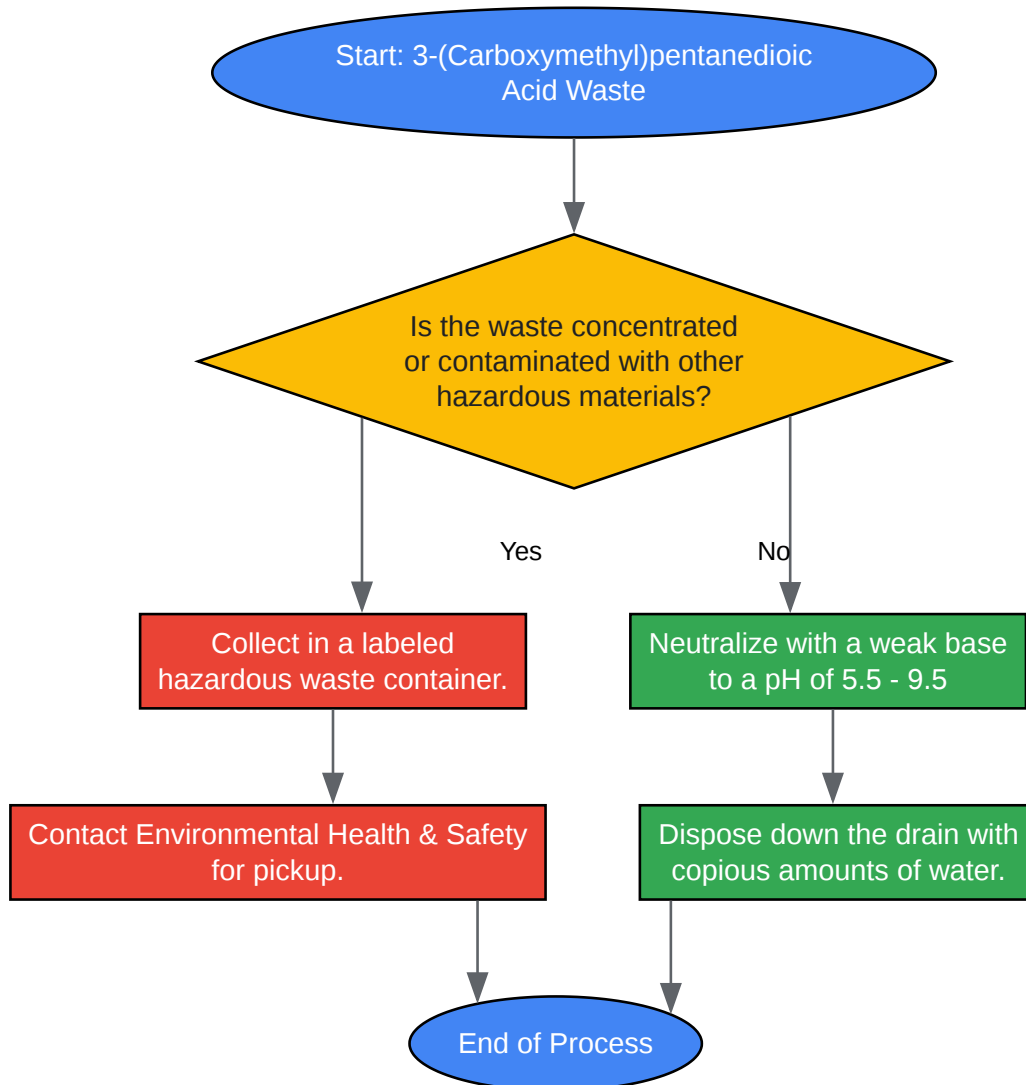 Start: 3-(Carboxymethyl)pentanedioic
Acid Waste
Is the waste concentrated
or contaminated with other
hazardous materials?
Yes
No
Collect in a labeled
hazardous waste container.
Neutralize with a weak base
to a pH of 5.5 - 9.5
Contact Environmental Health & Safety
for pickup.
Dispose down the drain with
copious amounts of water.
End of Process